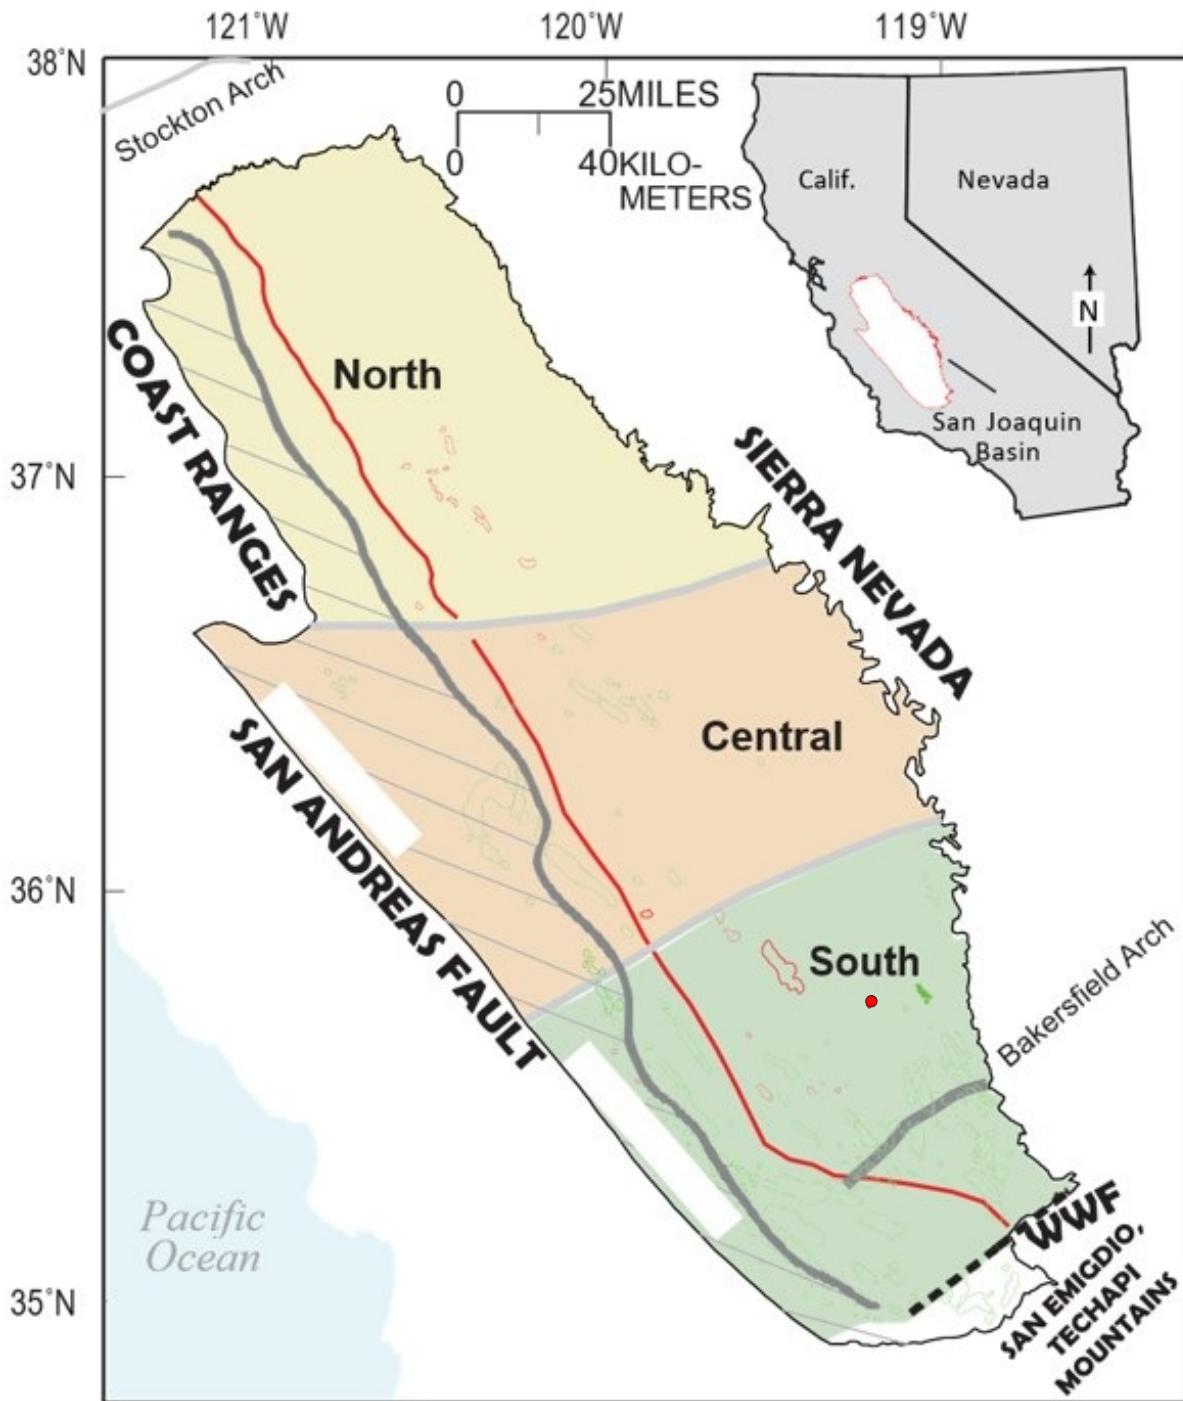 121°W 120°W 119°W
38°N
Stockton Arch
0 25MILES
0 40KILO-
METERS
Calif.
Nevada
N
San Joaquin
Basin
North
COAST RANGES
37°N
SIERRA NEVADA
Central
SAN ANDREAS FAULT
36°N
South
Bakersfield Arch
Pacific
Ocean
WWF
35°N
SAN EMIGDIO,
TECHAPI
MOUNTAINS